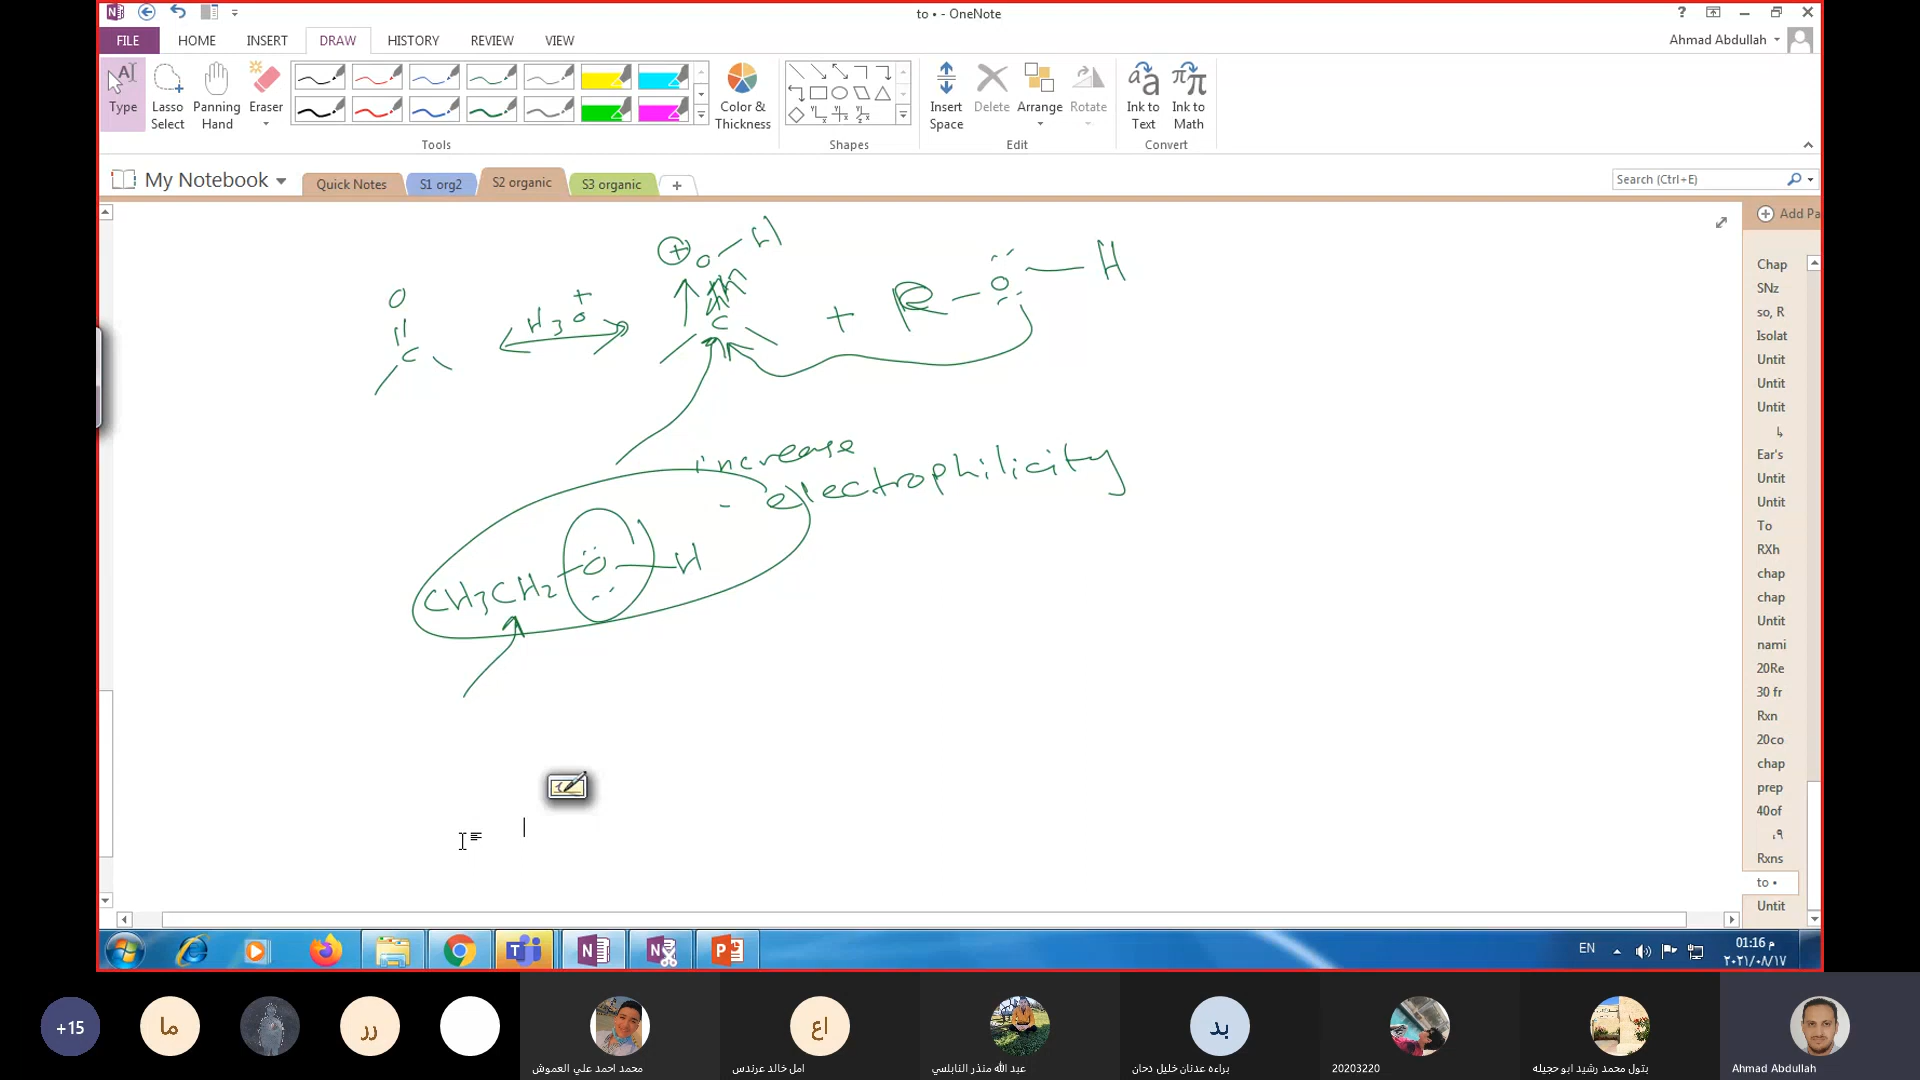 to • - OneNote
FILE HOME INSERT DRAW HISTORY REVIEW VIEW
Ahmad Abdullah
Type
Lasso Select
Panning Hand
Eraser
Color & Thickness
Insert Space
Delete
Arrange
Rotate
Ink to Text
Ink to Math
Tools
Shapes
Edit
Convert
My Notebook
Quick Notes
S1 org2
S2 organic
S3 organic
Search (Ctrl+E)
Add Pa
Chap
SNz
so, R
Isolat
Untit
Untit
Untit
Ear's
Untit
Untit
To
RXh
chap
chap
Untit
nami
20Re
30 fr
Rxn
20co
chap
prep
40of
٩،
Rxns
to •
Untit
+ O - H
O
C
H3O+
C
+ R - O - H
increase
electrophilicity
CH3CH2 - O - H
EN
01:16 م
٢٠٢١/٠٨/١٧
+15
ما
رر
محمد احمد علي العموش
اع
امل خالد عرندس
عبد الله منذر النابلسي
بد
براءه عدنان خليل دحان
20203220
بتول محمد رشيد ابو حجيله
Ahmad Abdullah